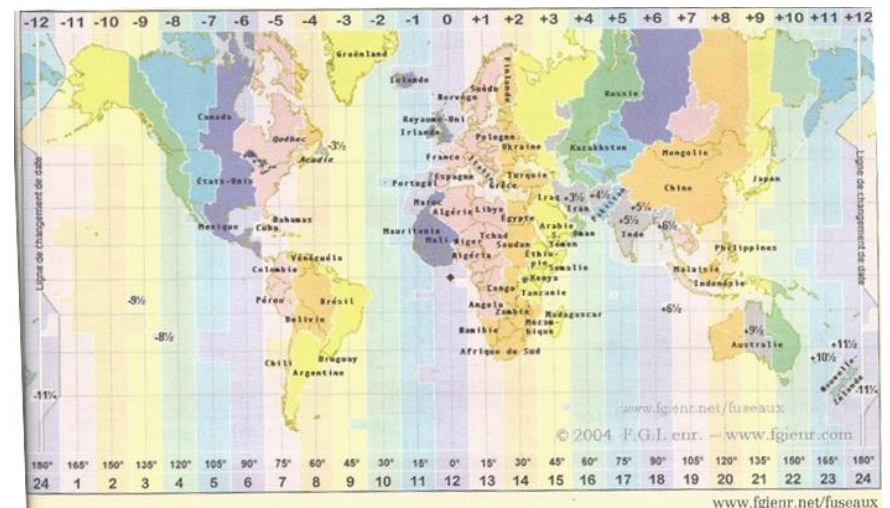 -12 -11 -10 -9 -8 -7 -6 -5 -4 -3 -2 -1 0 +1 +2 +3 +4 +5 +6 +7 +8 +9 +10 +11 +12
Groënland
Islande
Finlande
Suède
Norvege
Russie
Canada
Royaume-Uni
Irlande
Québec
-3½
Acadie
Pologne
Ukraine
Kazakhstan
Mongolie
France
Italie
États-Unis
Espagne
Portugal
Grèce
Turquie
Chine
Japon
Ligne de changement de date
Ligne de changement de date
Maroc
Iraq
+3½
Iran
+4½
Pakistan
+5¾
Bahamas
Cuba
Mexique
Algérie
Libye
Égypte
Arabie
S.
Oman
+5½
Inde
+6½
Mauritanie
Mali
Niger
Tchad
Soudan
Yémen
Philippines
Vénézuéla
Nigéria
Éthio-
pie
Somalie
Colombie
Kenya
Malaisie
Indonésie
-9½
Pérou
Brésil
Congo
Tanzanie
+6½
Bolivie
Angola
Zambie
Madagascar
-8½
Namibie
Mozam-
bique
+9½
Australie
+11½
+10½
Chili
Uruguay
Argentine
Afrique du Sud
Nouvelle-
Zélande
-11¼
-11¼
www.fgienr.net/fuseaux
© 2004 F.G.I. enr. – www.fgienr.com
180° 165° 150° 135° 120° 105° 90° 75° 60° 45° 30° 15° 0° 15° 30° 45° 60° 75° 90° 105° 120° 135° 150° 165° 180°
24 1 2 3 4 5 6 7 8 9 10 11 12 13 14 15 16 17 18 19 20 21 22 23 24
www.fgienr.net/fuseaux